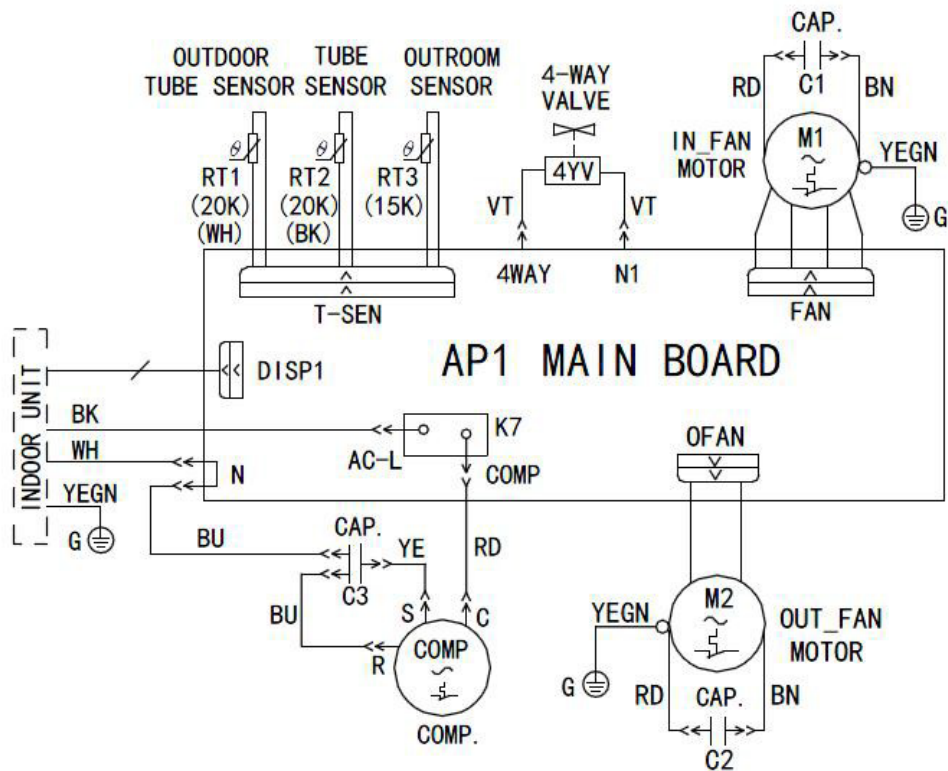 CAP.
OUTDOOR TUBE SENSOR
TUBE SENSOR
OUTROOM SENSOR
4-WAY VALVE
RD
C1
BN
θ
θ
θ
IN_FAN MOTOR
M1
YEGN
RT1 (20K) (WH)
RT2 (20K) (BK)
RT3 (15K)
4YV
VT
VT
G
4WAY
N1
T-SEN
FAN
INDOOR UNIT
DISP1
AP1 MAIN BOARD
BK
K7
AC-L
COMP
OFAN
WH
N
YEGN
G
BU
CAP.
YE
RD
C3
BU
S
C
R
COMP
COMP.
YEGN
M2
OUT_FAN MOTOR
G
RD
CAP.
BN
C2